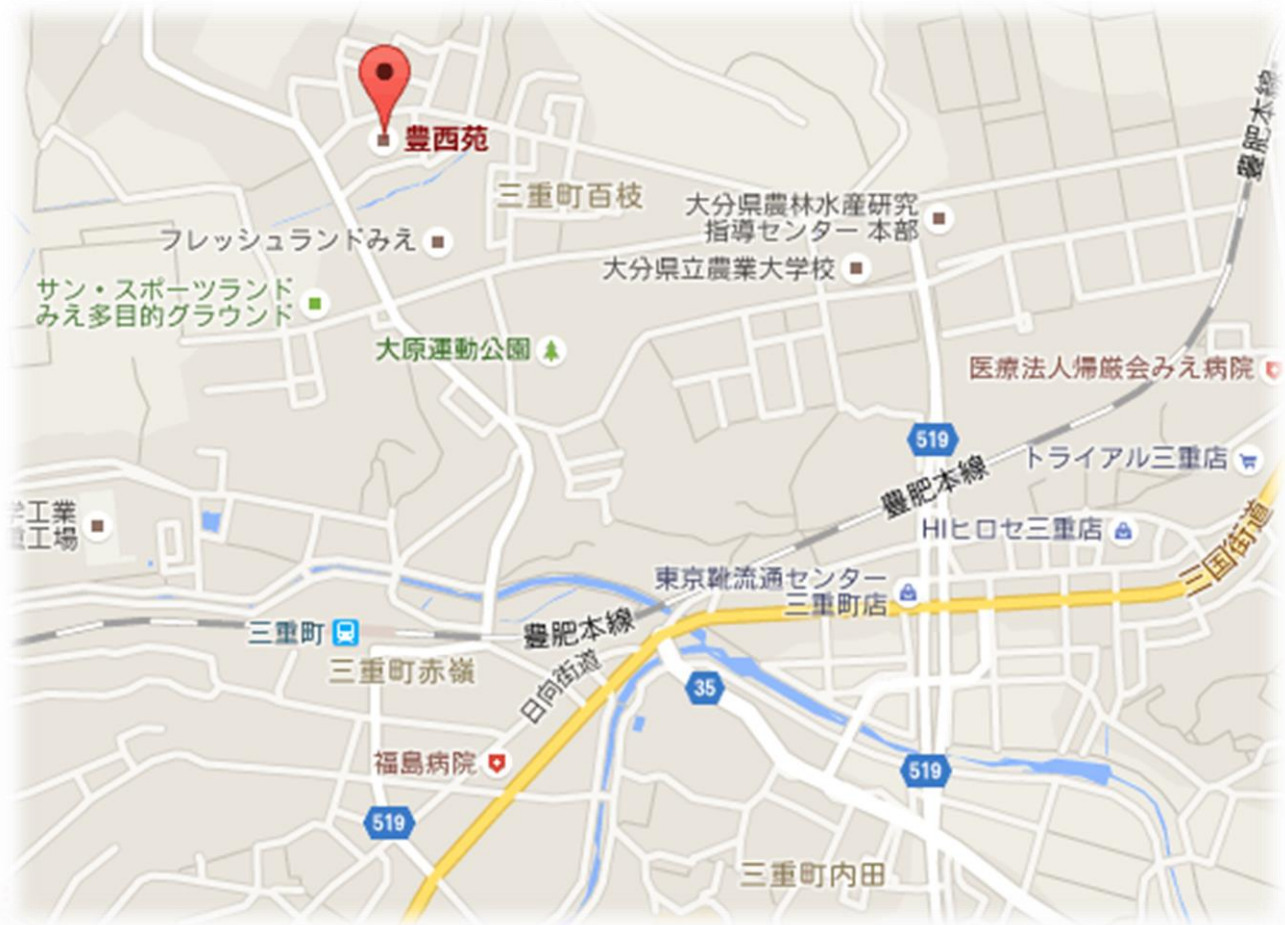 豊西苑
三重町百枝
大分県農林水産研究
指導センター 本部
フレッシュランドみえ
大分県立農業大学校
サン・スポーツランド
みえ多目的グラウンド
大原運動公園
医療法人帰厳会みえ病院
豊肥本線
519
トライアル三重店
豊肥本線
学工業
重工場
HIヒロセ三重店
三国街道
東京靴流通センター
三重町店
三重町
豊肥本線
三重町赤嶺
日向街道
35
福島病院
519
519
三重町内田